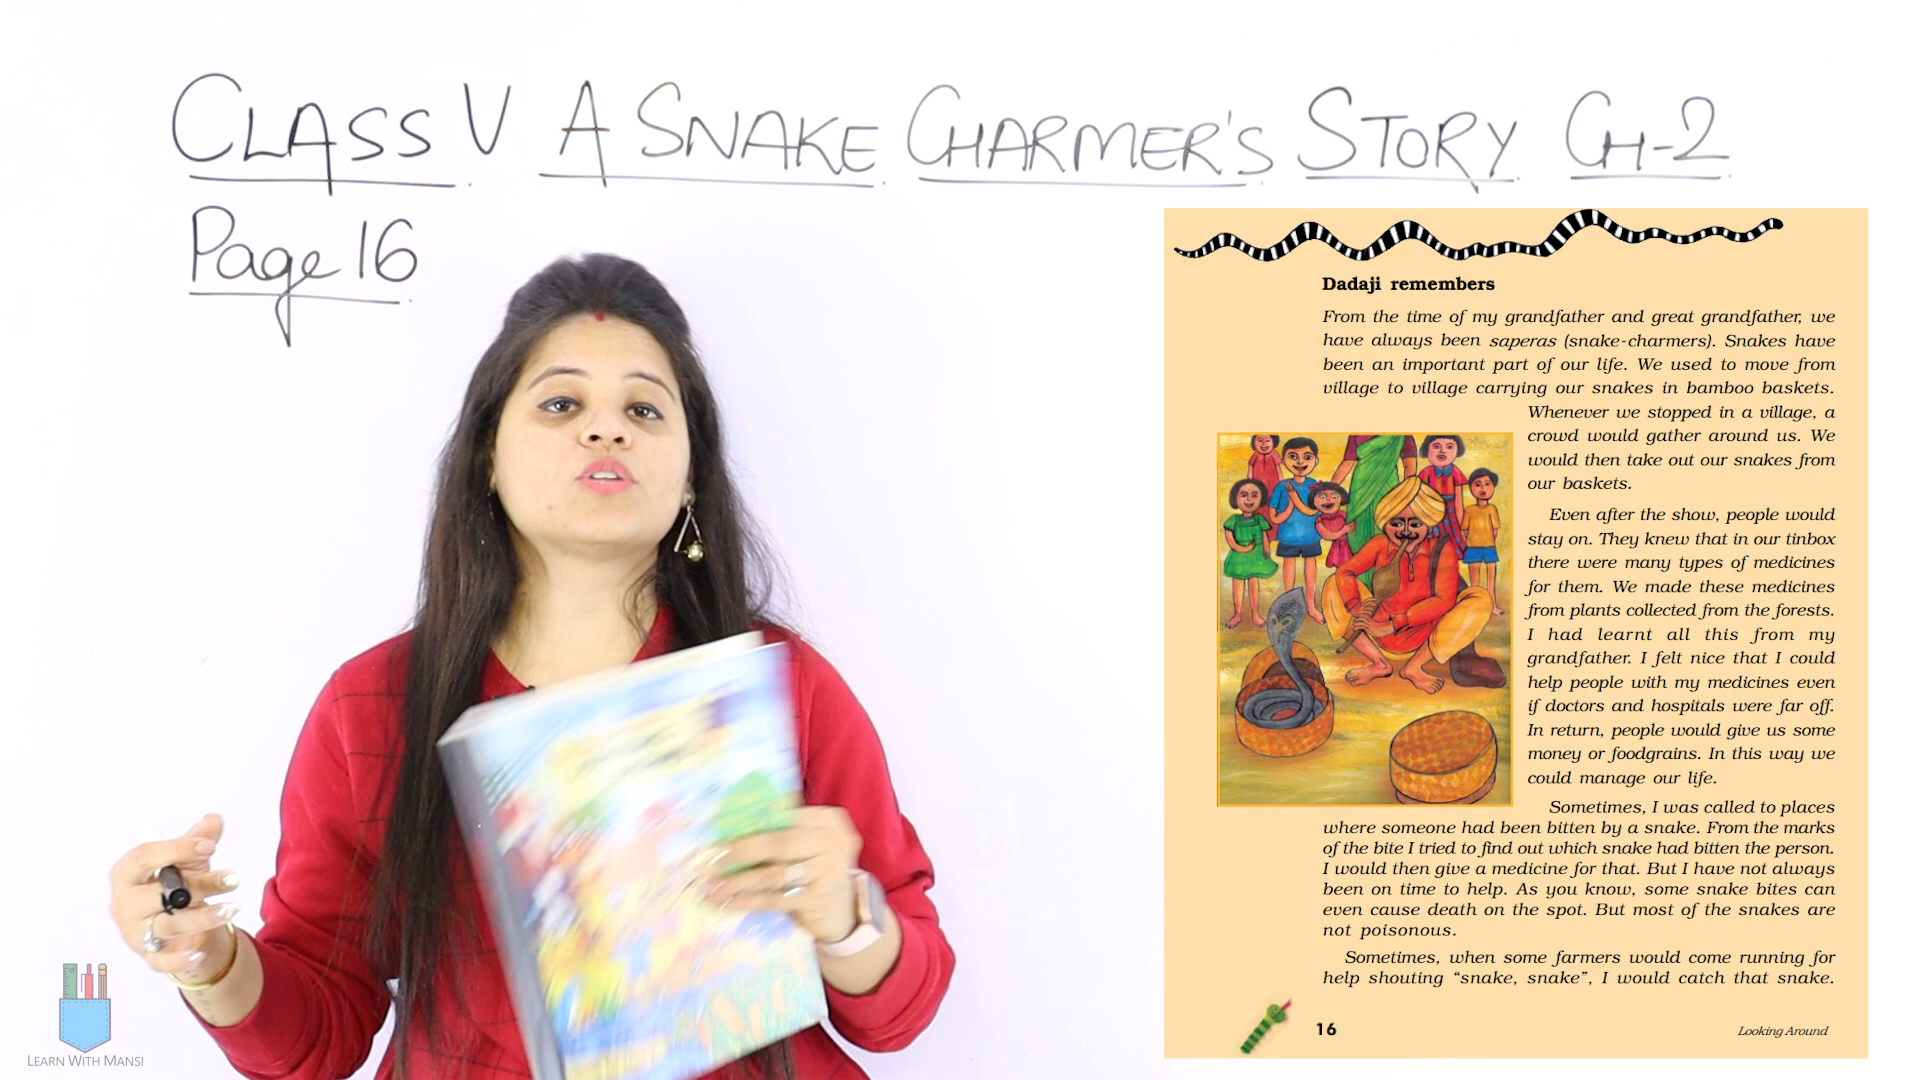 CLASS V A SNAKE CHARMER'S STORY CH-2
Page 16
Dadaji remembers
From the time of my grandfather and great grandfather, we
have always been saperas (snake-charmers). Snakes have
been an important part of our life. We used to move from
village to village carrying our snakes in bamboo baskets.
Whenever we stopped in a village, a
crowd would gather around us. We
would then take out our snakes from
our baskets.
Even after the show, people would
stay on. They knew that in our tinbox
there were many types of medicines
for them. We made these medicines
from plants collected from the forests.
I had learnt all this from my
grandfather. I felt nice that I could
help people with my medicines even
if doctors and hospitals were far off.
In return, people would give us some
money or foodgrains. In this way we
could manage our life.
Sometimes, I was called to places
where someone had been bitten by a snake. From the marks
of the bite I tried to find out which snake had bitten the person.
I would then give a medicine for that. But I have not always
been on time to help. As you know, some snake bites can
even cause death on the spot. But most of the snakes are
not poisonous.
Sometimes, when some farmers would come running for
help shouting “snake, snake”, I would catch that snake.
16
Looking Around
LEARN WITH MANSI